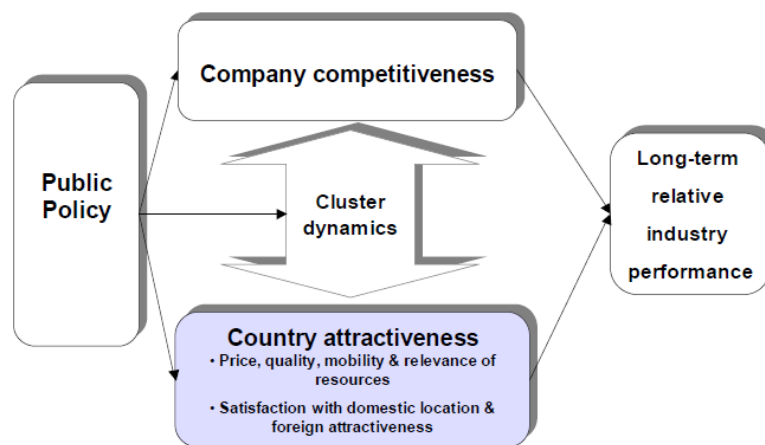 Company competitiveness
Public
Policy
Cluster
dynamics
Long-term
relative
industry
performance
Country attractiveness
• Price, quality, mobility & relevance of
resources
• Satisfaction with domestic location &
foreign attractiveness